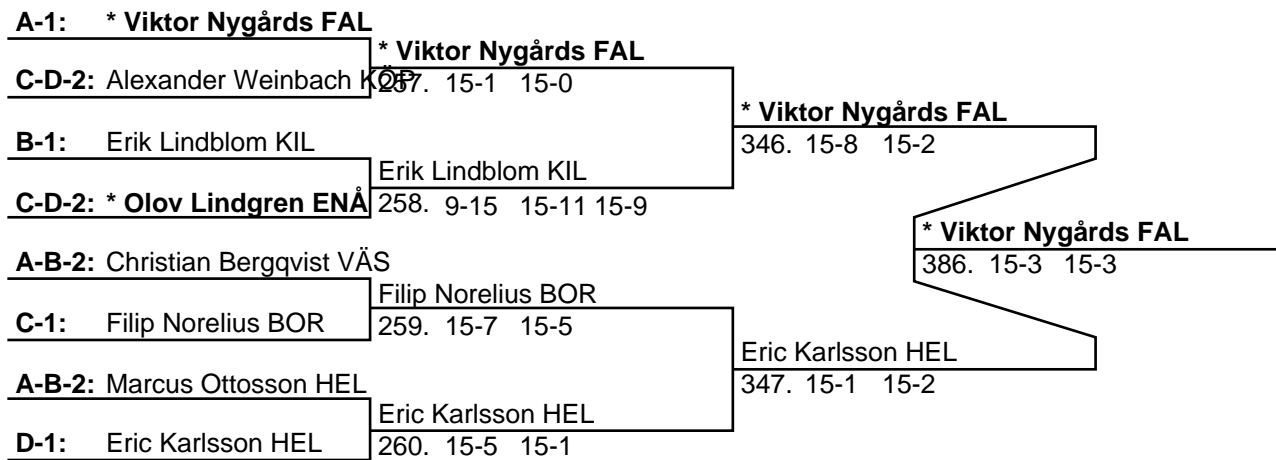 A-1: * Viktor Nygårds FAL
* Viktor Nygårds FAL
C-D-2: Alexander Weinbach KÖP
257. 15-1 15-0
* Viktor Nygårds FAL
B-1: Erik Lindblom KIL
346. 15-8 15-2
Erik Lindblom KIL
C-D-2: * Olov Lindgren ENÅ
258. 9-15 15-11 15-9
* Viktor Nygårds FAL
A-B-2: Christian Bergqvist VÄS
386. 15-3 15-3
Filip Norelius BOR
C-1: Filip Norelius BOR
259. 15-7 15-5
Eric Karlsson HEL
A-B-2: Marcus Ottosson HEL
347. 15-1 15-2
Eric Karlsson HEL
D-1: Eric Karlsson HEL
260. 15-5 15-1